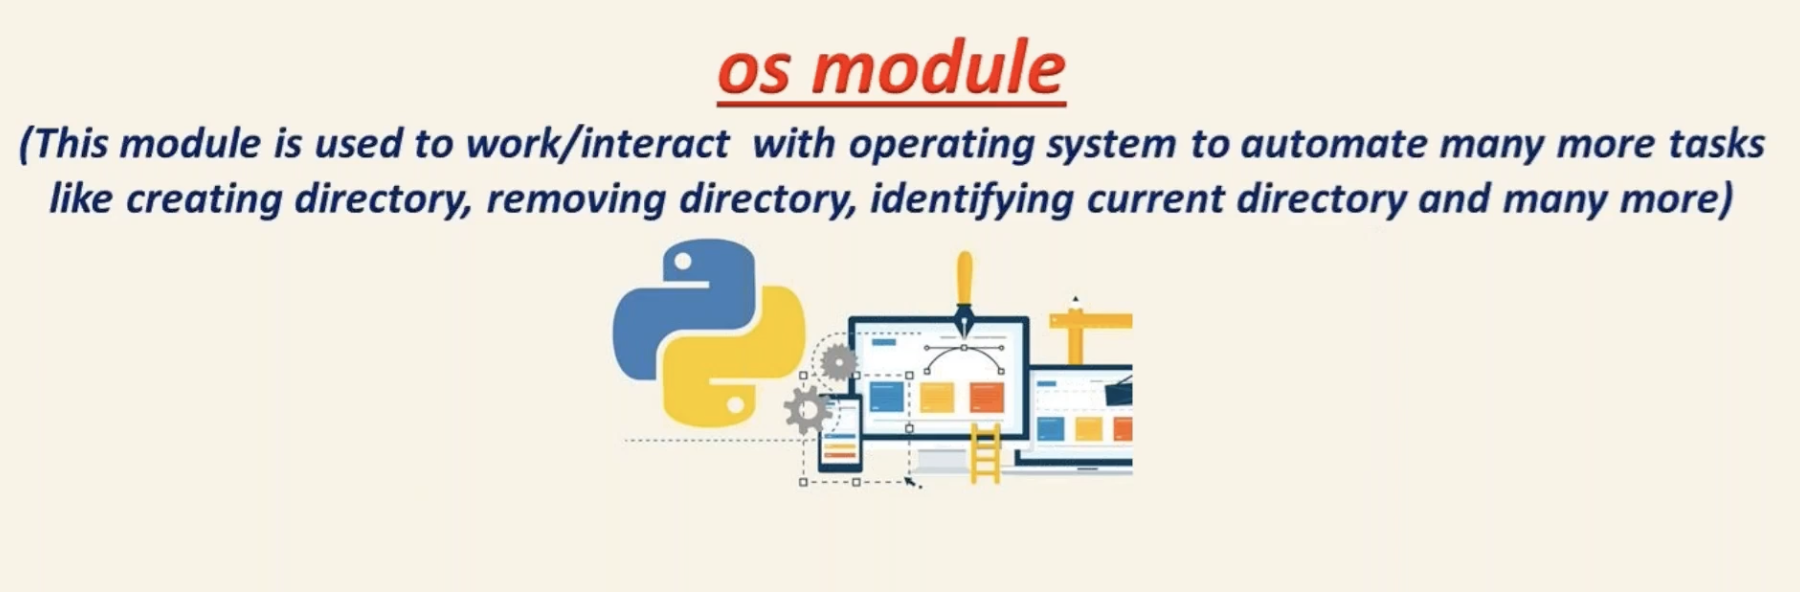 os module
(This module is used to work/interact with operating system to automate many more tasks
like creating directory, removing directory, identifying current directory and many more)